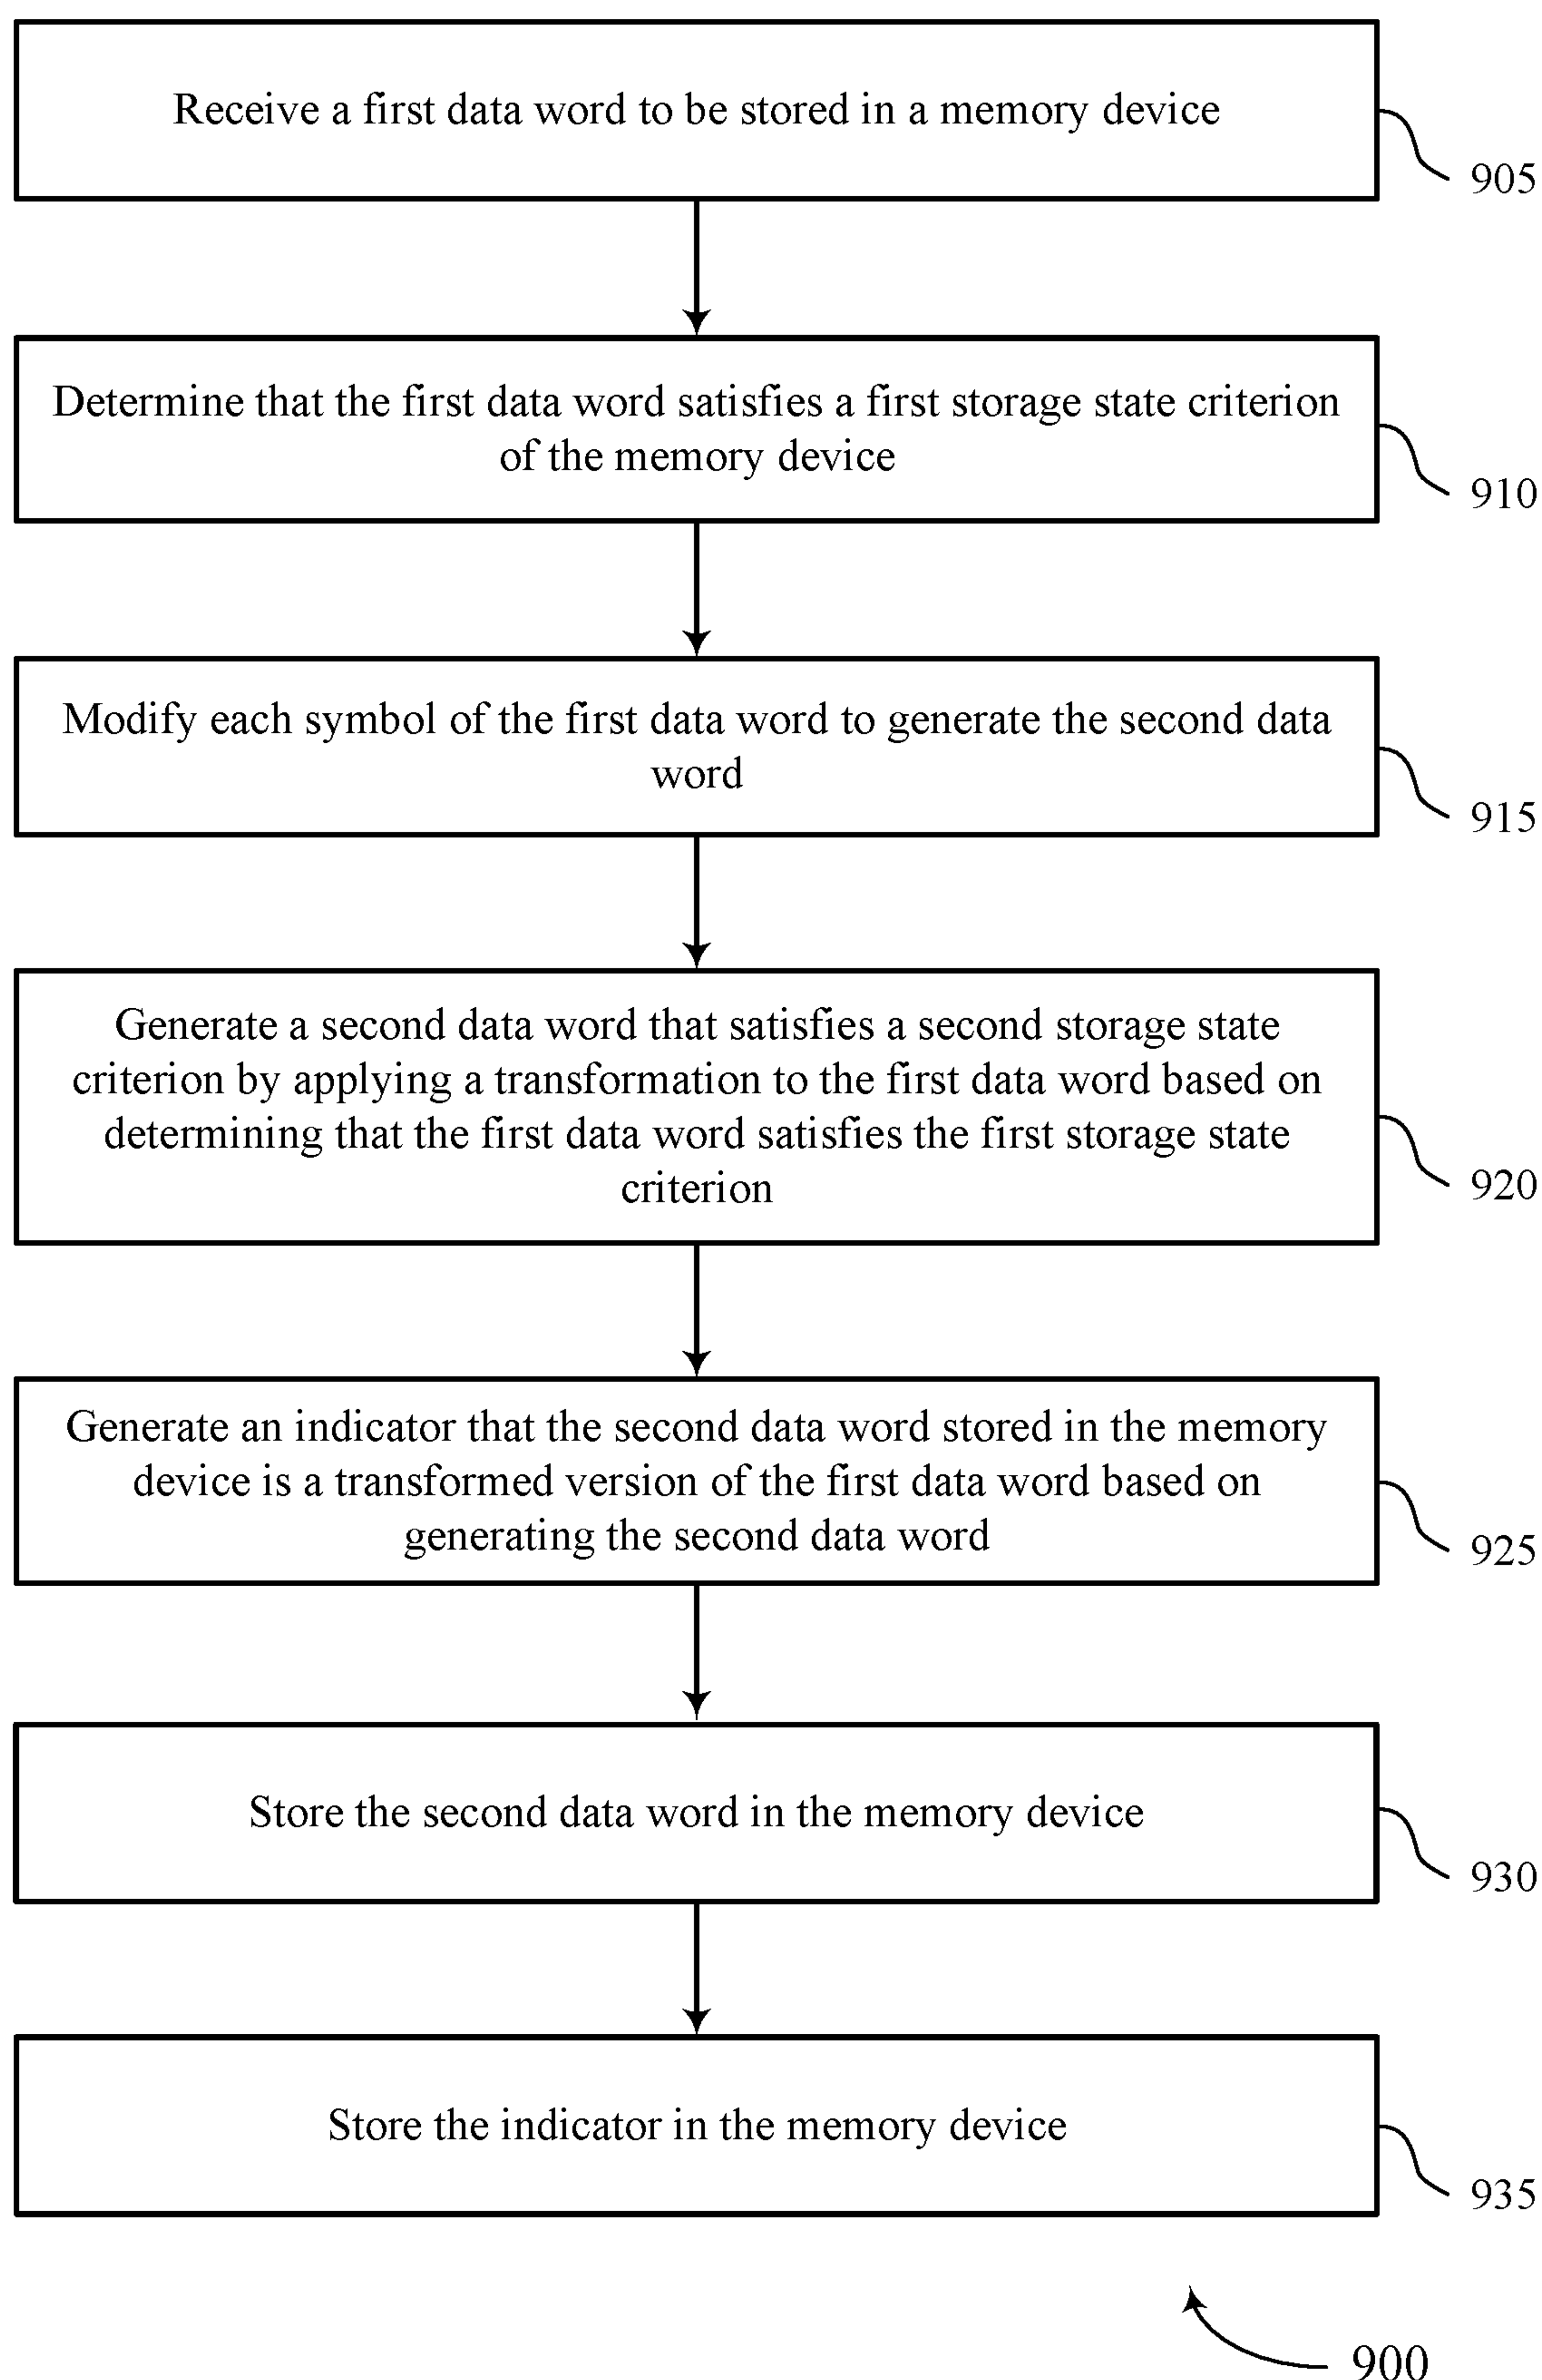 Receive a first data word to be stored in a memory device
905
Determine that the first data word satisfies a first storage state criterion
of the memory device
910
Modify each symbol of the first data word to generate the second data
word
915
Generate a second data word that satisfies a second storage state
criterion by applying a transformation to the first data word based on
determining that the first data word satisfies the first storage state
criterion
920
Generate an indicator that the second data word stored in the memory
device is a transformed version of the first data word based on
generating the second data word
925
Store the second data word in the memory device
930
Store the indicator in the memory device
935
900